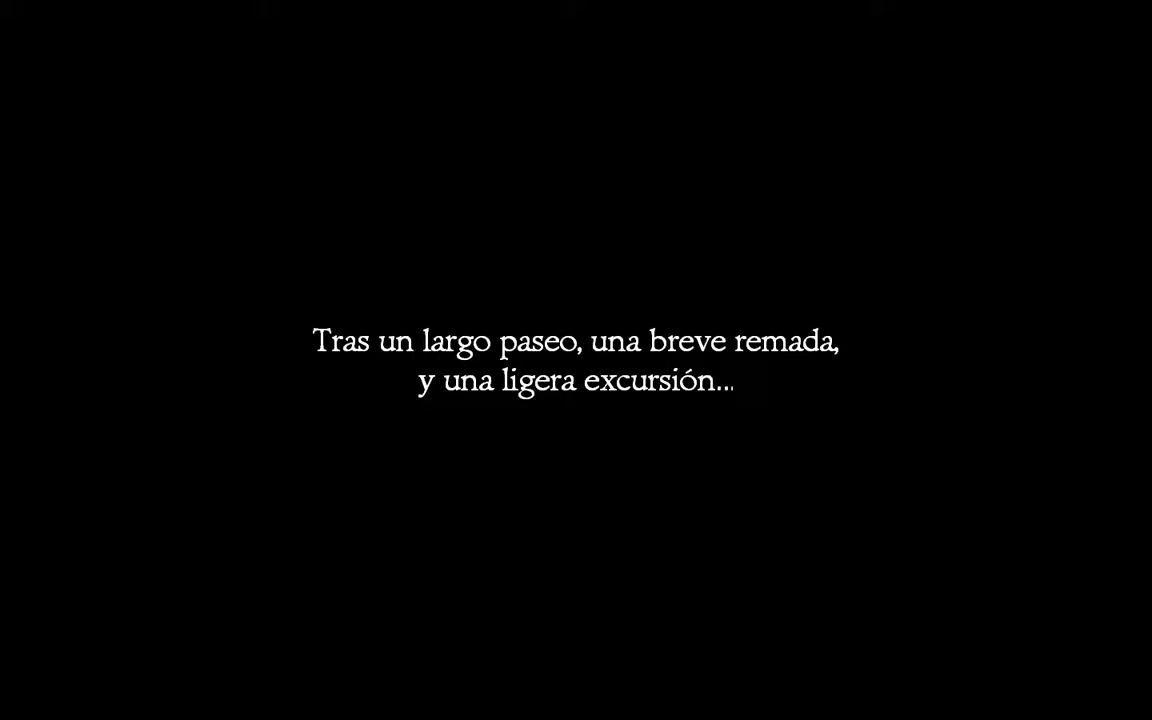 Tras un largo paseo, una breve remada,
y una ligera excursión...